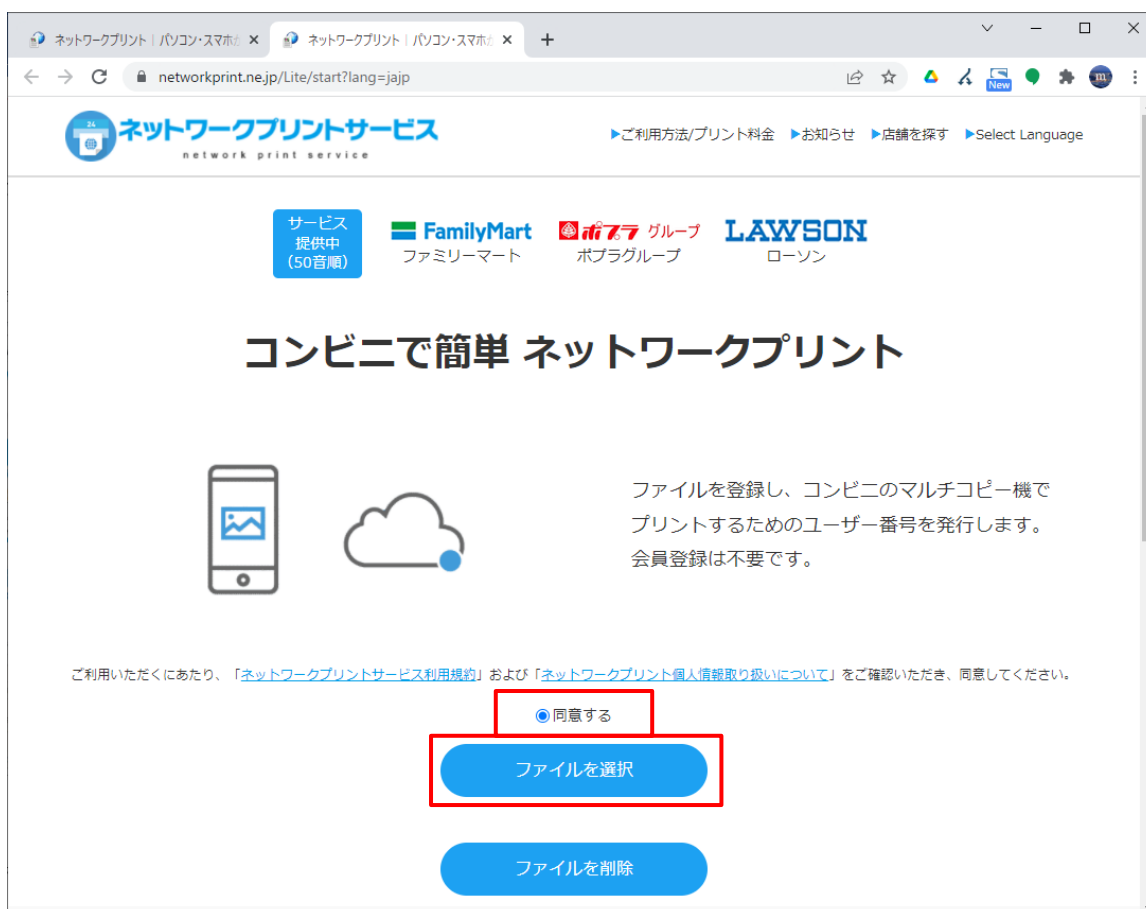 ネットワークプリント | パソコン・スマホか
ネットワークプリント | パソコン・スマホか
networkprint.ne.jp/Lite/start?lang=jajp
New
m
24
ネットワークプリントサービス
network print service
▶ご利用方法/プリント料金 ▶お知らせ ▶店舗を探す ▶Select Language
サービス
提供中
(50音順)
FamilyMart
ファミリーマート
ポプラ グループ
ポプラグループ
LAWSON
ローソン
コンビニで簡単 ネットワークプリント
ファイルを登録し、コンビニのマルチコピー機で
プリントするためのユーザー番号を発行します。
会員登録は不要です。
ご利用いただくにあたり、「ネットワークプリントサービス利用規約」および「ネットワークプリント個人情報取り扱いについて」をご確認いただき、同意してください。
同意する
ファイルを選択
ファイルを削除